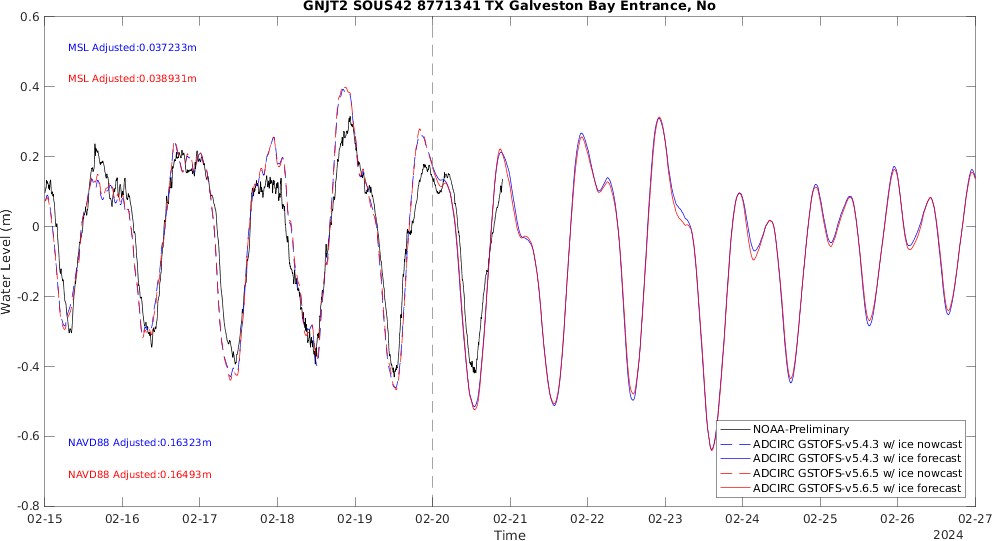 GNJT2 SOUS42 8771341 TX Galveston Bay Entrance, No
0.6
MSL Adjusted:0.037233m
MSL Adjusted:0.038931m
0.4
0.2
0
-0.2
-0.4
-0.6
-0.8
Water Level (m)
NAVD88 Adjusted:0.16323m
NAVD88 Adjusted:0.16493m
NOAA-Preliminary
ADCIRC GSTOFS-v5.4.3 w/ ice nowcast
ADCIRC GSTOFS-v5.4.3 w/ ice forecast
ADCIRC GSTOFS-v5.6.5 w/ ice nowcast
ADCIRC GSTOFS-v5.6.5 w/ ice forecast
02-15 02-16 02-17 02-18 02-19 02-20 02-21 02-22 02-23 02-24 02-25 02-26 02-27
Time
2024